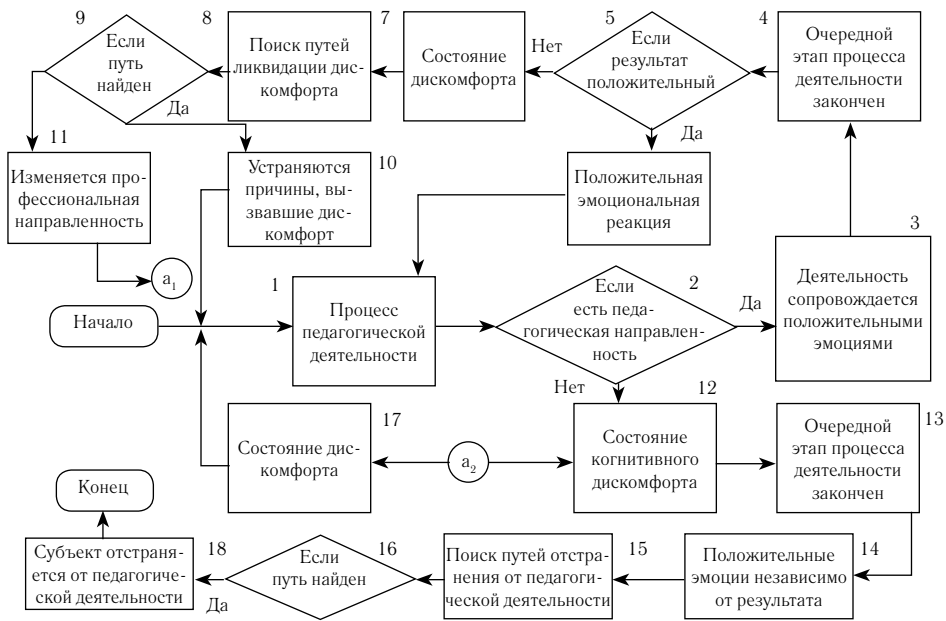 9
Если
путь
найден
Да
8
Поиск путей
ликвидации дис-
комфорта
7
Состояние
дискомфорта
Нет
5
Если
результат
положительный
Да
4
Очередной
этап процесса
деятельности
закончен
11
Изменяется про-
фессиональная
направленность
10
Устраняются
причины, вы-
звавшие дис-
комфорт
Положительная
эмоциональная
реакция
3
Деятельность
сопровождается
положительными
эмоциями
a1
Начало
1
Процесс
педагогической
деятельности
2
Если
есть педа-
гогическая направлен-
ность
Да
Нет
17
Состояние дис-
комфорта
a2
12
Состояние
когнитивного
дискомфорта
13
Очередной
этап процесса
деятельности
закончен
Конец
18
Субъект отстраня-
ется от педагогиче-
ской деятельности
Да
16
Если
путь найден
15
Поиск путей отстра-
нения от педагоги-
ческой деятельности
14
Положительные
эмоции независимо
от результата